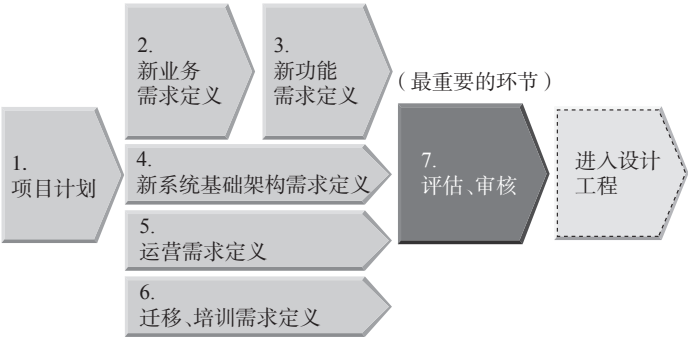 1.
项目计划
2.
新业务
需求定义
3.
新功能
需求定义
4.
新系统基础架构需求定义
5.
运营需求定义
6.
迁移、培训需求定义
（最重要的环节）
7.
评估、审核
进入设计
工程